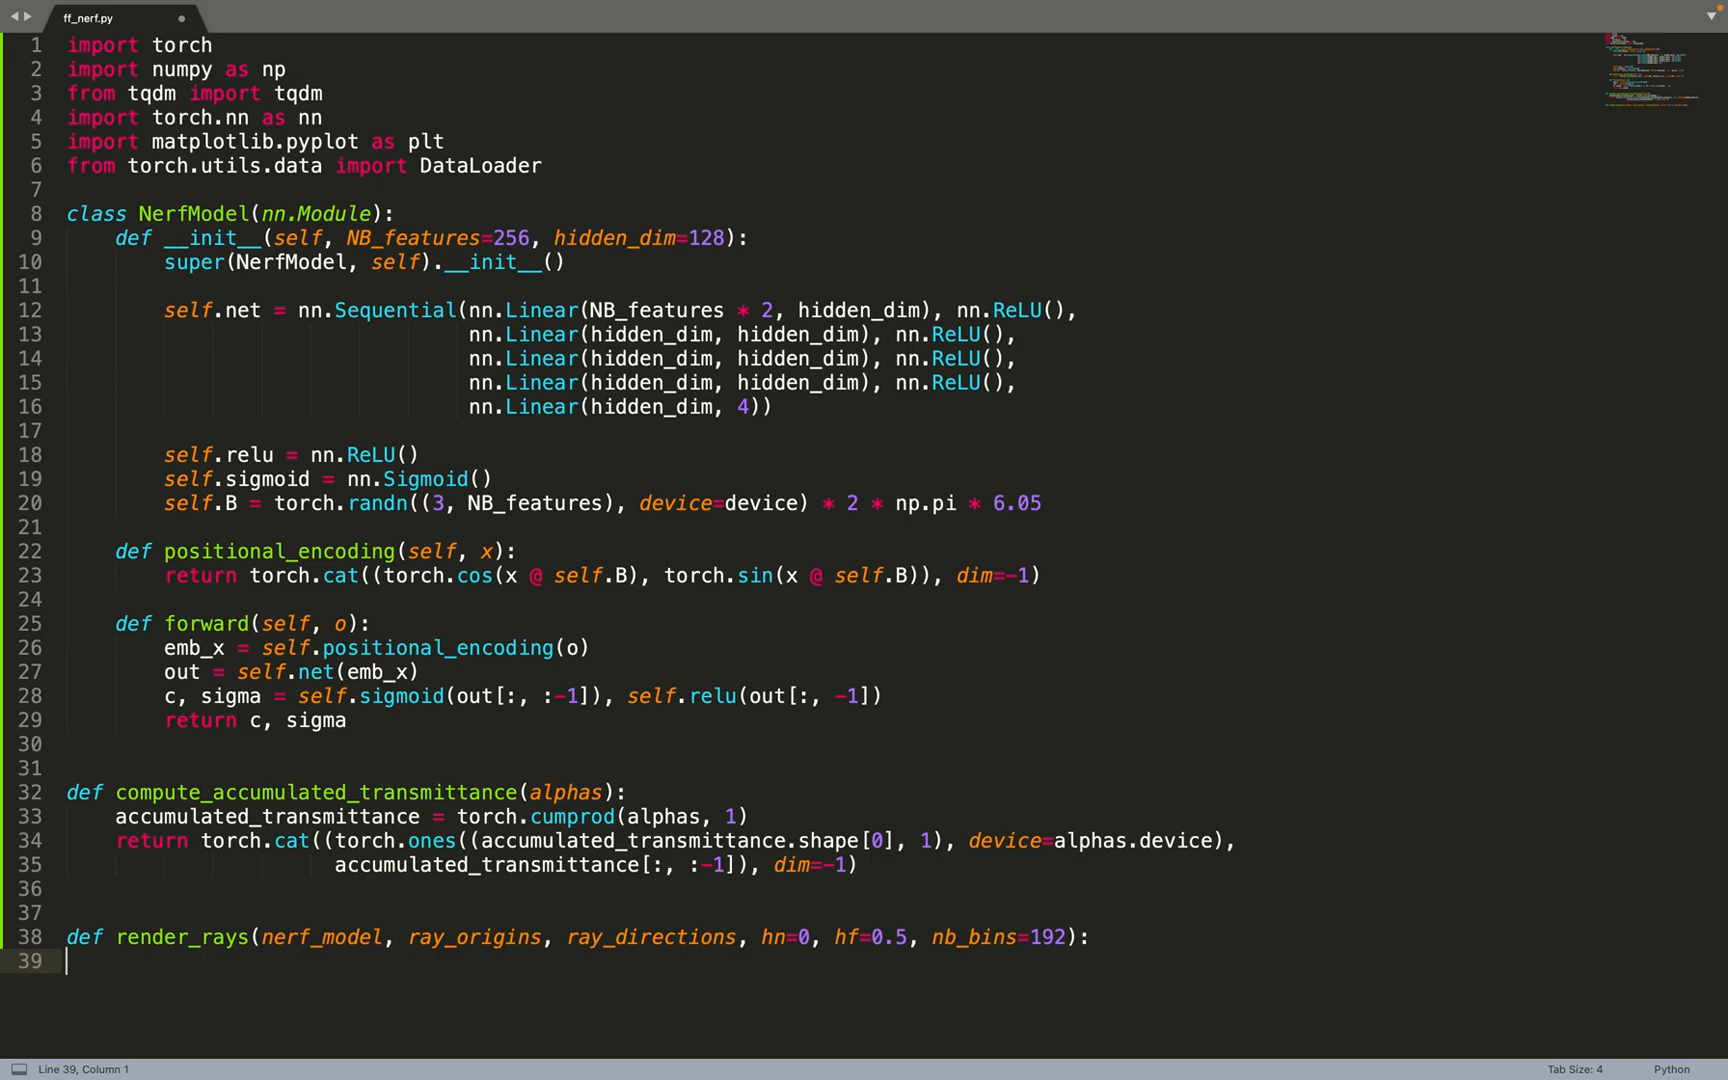 ff_nerf.py
1 import torch
2 import numpy as np
3 from tqdm import tqdm
4 import torch.nn as nn
5 import matplotlib.pyplot as plt
6 from torch.utils.data import DataLoader
7
8 class NerfModel(nn.Module):
9     def __init__(self, NB_features=256, hidden_dim=128):
10         super(NerfModel, self).__init__()
11
12         self.net = nn.Sequential(nn.Linear(NB_features * 2, hidden_dim), nn.ReLU(),
13                                  nn.Linear(hidden_dim, hidden_dim), nn.ReLU(),
14                                  nn.Linear(hidden_dim, hidden_dim), nn.ReLU(),
15                                  nn.Linear(hidden_dim, hidden_dim), nn.ReLU(),
16                                  nn.Linear(hidden_dim, 4))
17
18         self.relu = nn.ReLU()
19         self.sigmoid = nn.Sigmoid()
20         self.B = torch.randn((3, NB_features), device=device) * 2 * np.pi * 6.05
21
22     def positional_encoding(self, x):
23         return torch.cat((torch.cos(x @ self.B), torch.sin(x @ self.B)), dim=-1)
24
25     def forward(self, o):
26         emb_x = self.positional_encoding(o)
27         out = self.net(emb_x)
28         c, sigma = self.sigmoid(out[:, :-1]), self.relu(out[:, -1])
29         return c, sigma
30
31
32 def compute_accumulated_transmittance(alphas):
33     accumulated_transmittance = torch.cumprod(alphas, 1)
34     return torch.cat((torch.ones((accumulated_transmittance.shape[0], 1), device=alphas.device),
35                       accumulated_transmittance[:, :-1]), dim=-1)
36
37
38 def render_rays(nerf_model, ray_origins, ray_directions, hn=0, hf=0.5, nb_bins=192):
39
Line 39, Column 1
Tab Size: 4
Python